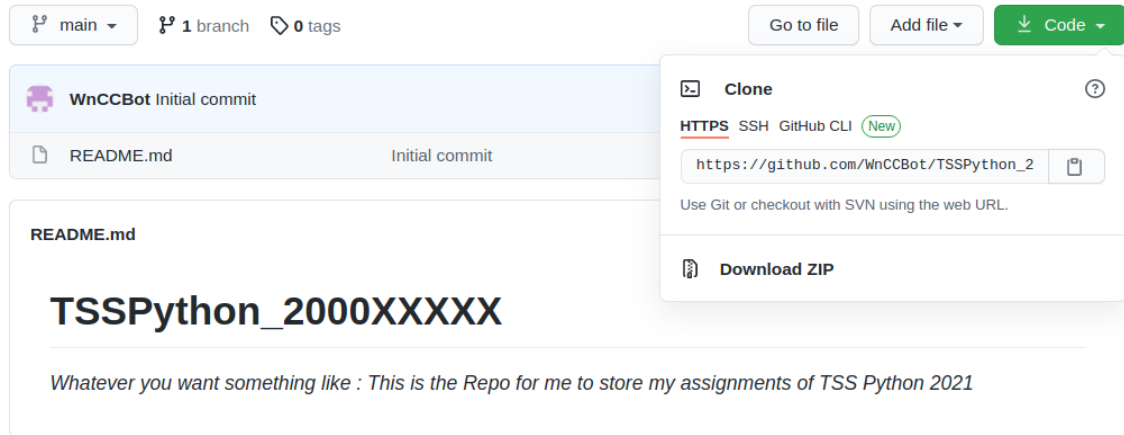 main 1 branch 0 tags Go to file Add file Code
WnCCBot Initial commit
README.md Initial commit
Clone
HTTPS SSH GitHub CLI New
https://github.com/WnCCBot/TSSPython_2
Use Git or checkout with SVN using the web URL.
Download ZIP
README.md
TSSPython_2000XXXXX
Whatever you want something like : This is the Repo for me to store my assignments of TSS Python 2021